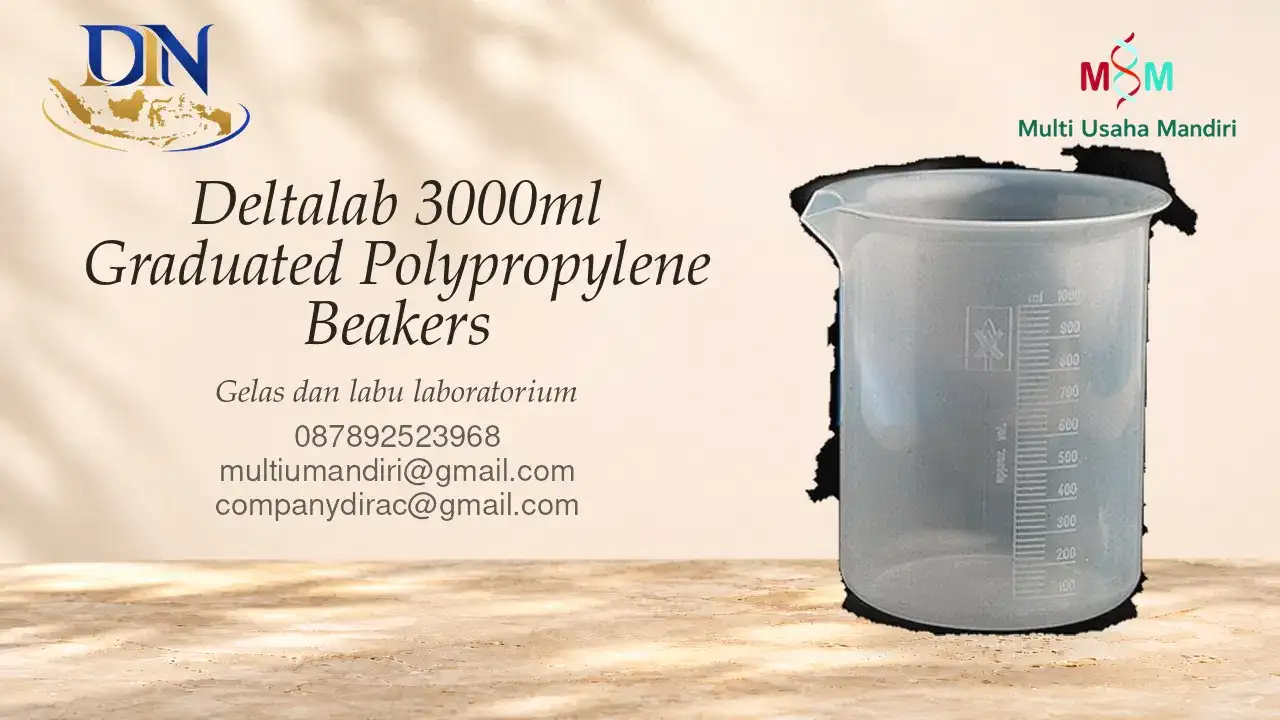 DIN
M M
Multi Usaha Mandiri
Deltalab 3000ml
Graduated Polypropylene
Beakers
Gelas dan labu laboratorium
087892523968
multiumandiri@gmail.com
companydirac@gmail.com
ml 1000
900
800
700
600
500
400
300
200
100